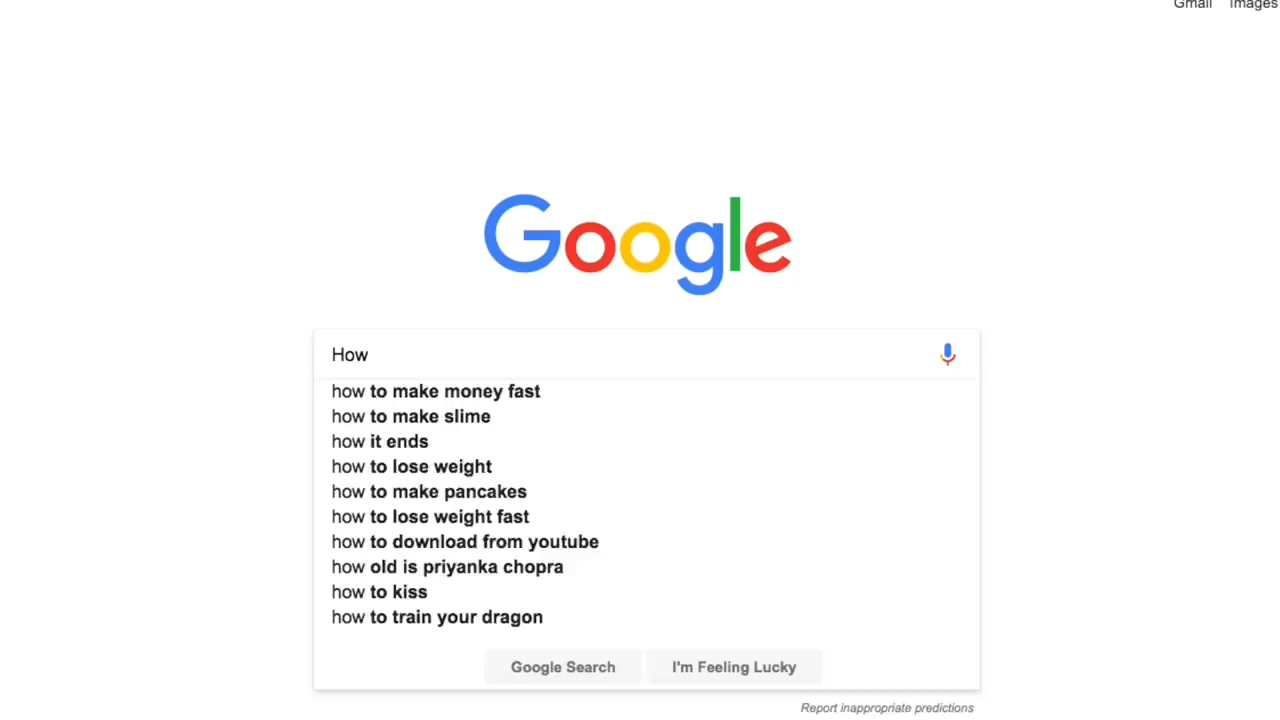 Gmail Images
Google
How
how to make money fast
how to make slime
how it ends
how to lose weight
how to make pancakes
how to lose weight fast
how to download from youtube
how old is priyanka chopra
how to kiss
how to train your dragon
Google Search I'm Feeling Lucky
Report inappropriate predictions